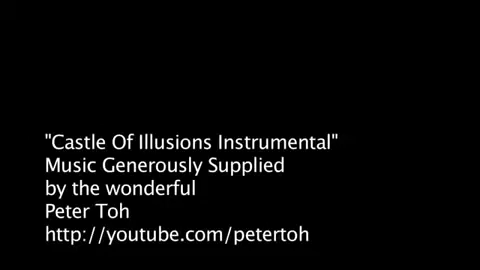 "Castle Of Illusions Instrumental"
Music Generously Supplied
by the wonderful
Peter Toh
http://youtube.com/petertoh